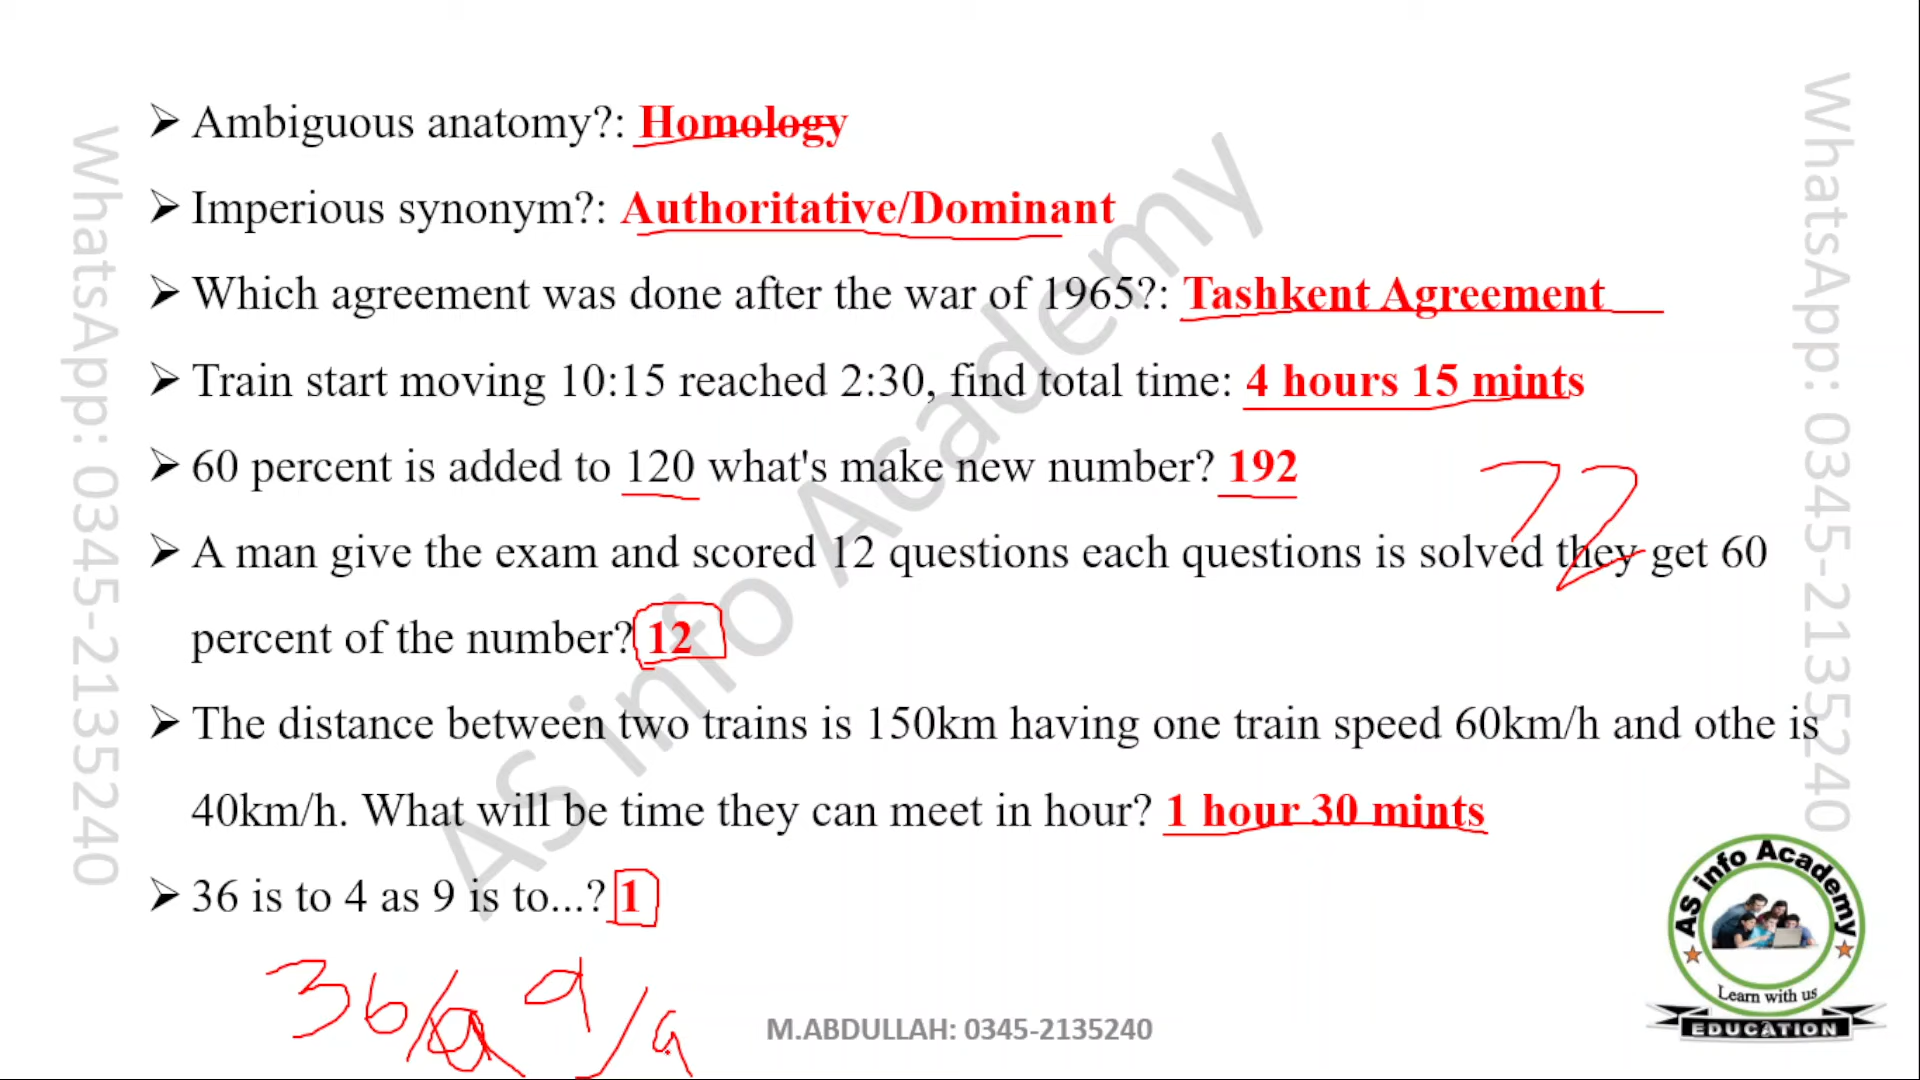 ➢ Ambiguous anatomy?: Homology
➢ Imperious synonym?: Authoritative/Dominant
➢ Which agreement was done after the war of 1965?: Tashkent Agreement
➢ Train start moving 10:15 reached 2:30, find total time: 4 hours 15 mints
➢ 60 percent is added to 120 what's make new number? 192
72
➢ A man give the exam and scored 12 questions each questions is solved they get 60
percent of the number? 12
➢ The distance between two trains is 150km having one train speed 60km/h and othe is
40km/h. What will be time they can meet in hour? 1 hour 30 mints
➢ 36 is to 4 as 9 is to...? 1
36/9 9/9
M.ABDULLAH: 0345-2135240
WhatsApp: 0345-2135240
WhatsApp: 0345-2135240
AS info Academy
AS info Academy
Learn with us
EDUCATION